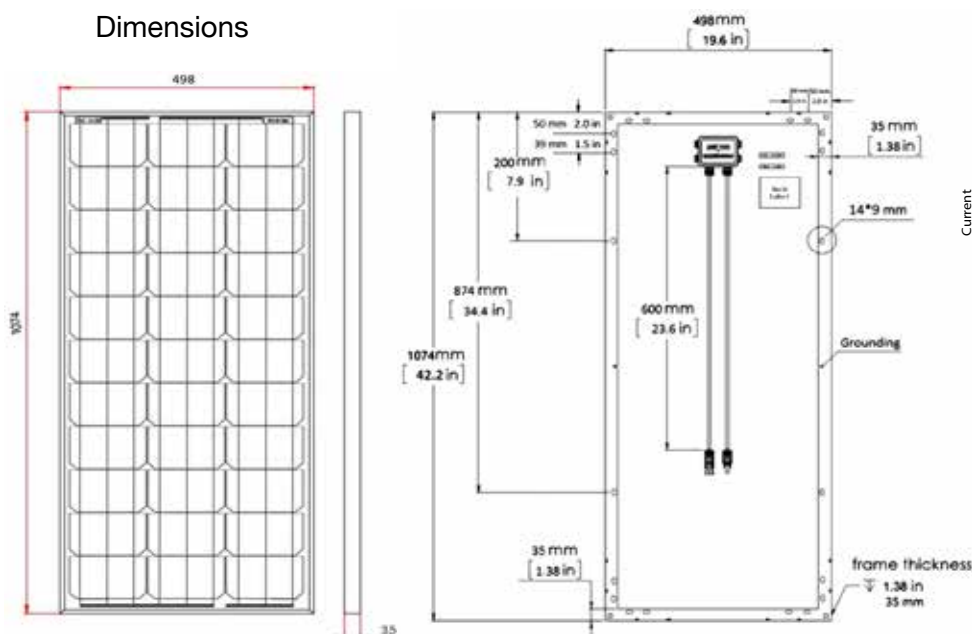 Dimensions
498
1074
35
498mm
[ 19.6 in ]
50 mm 2.0 in
39 mm 1.5 in
200mm
[ 7.9 in ]
35 mm
[ 1.38 in ]
14*9 mm
Current
874mm
[ 34.4 in ]
600mm
[ 23.6 in ]
Grounding
1074mm
[ 42.2 in ]
35 mm
[ 1.38 in ]
frame thickness
1.38 in
35 mm